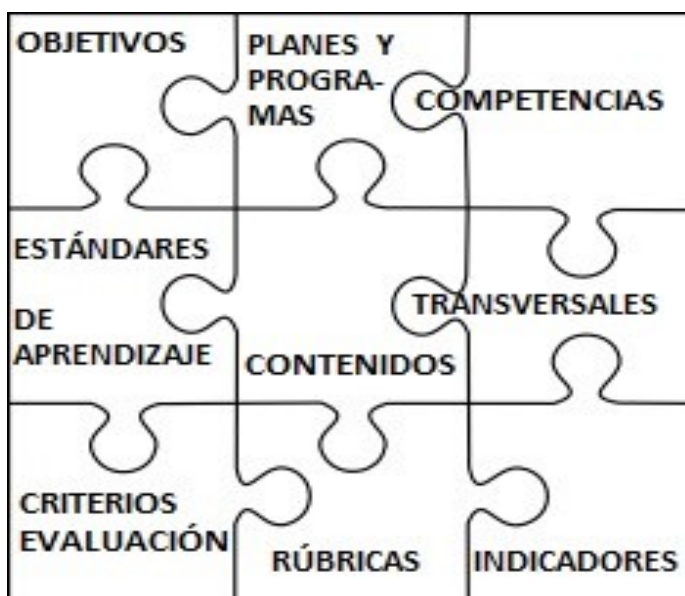 OBJETIVOS
PLANES Y
PROGRA-
MAS
COMPETENCIAS
ESTÁNDARES
DE
APRENDIZAJE
CONTENIDOS
TRANSVERSALES
CRITERIOS
EVALUACIÓN
RÚBRICAS
INDICADORES